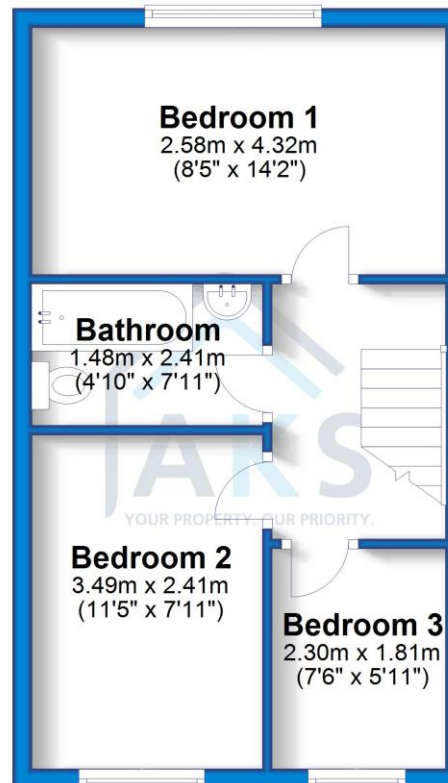 Bedroom 1
2.58m x 4.32m
(8'5" x 14'2")
Bathroom
1.48m x 2.41m
(4'10" x 7'11")
AKS
YOUR PROPERTY. OUR PRIORITY.
Bedroom 2
3.49m x 2.41m
(11'5" x 7'11")
Bedroom 3
2.30m x 1.81m
(7'6" x 5'11")